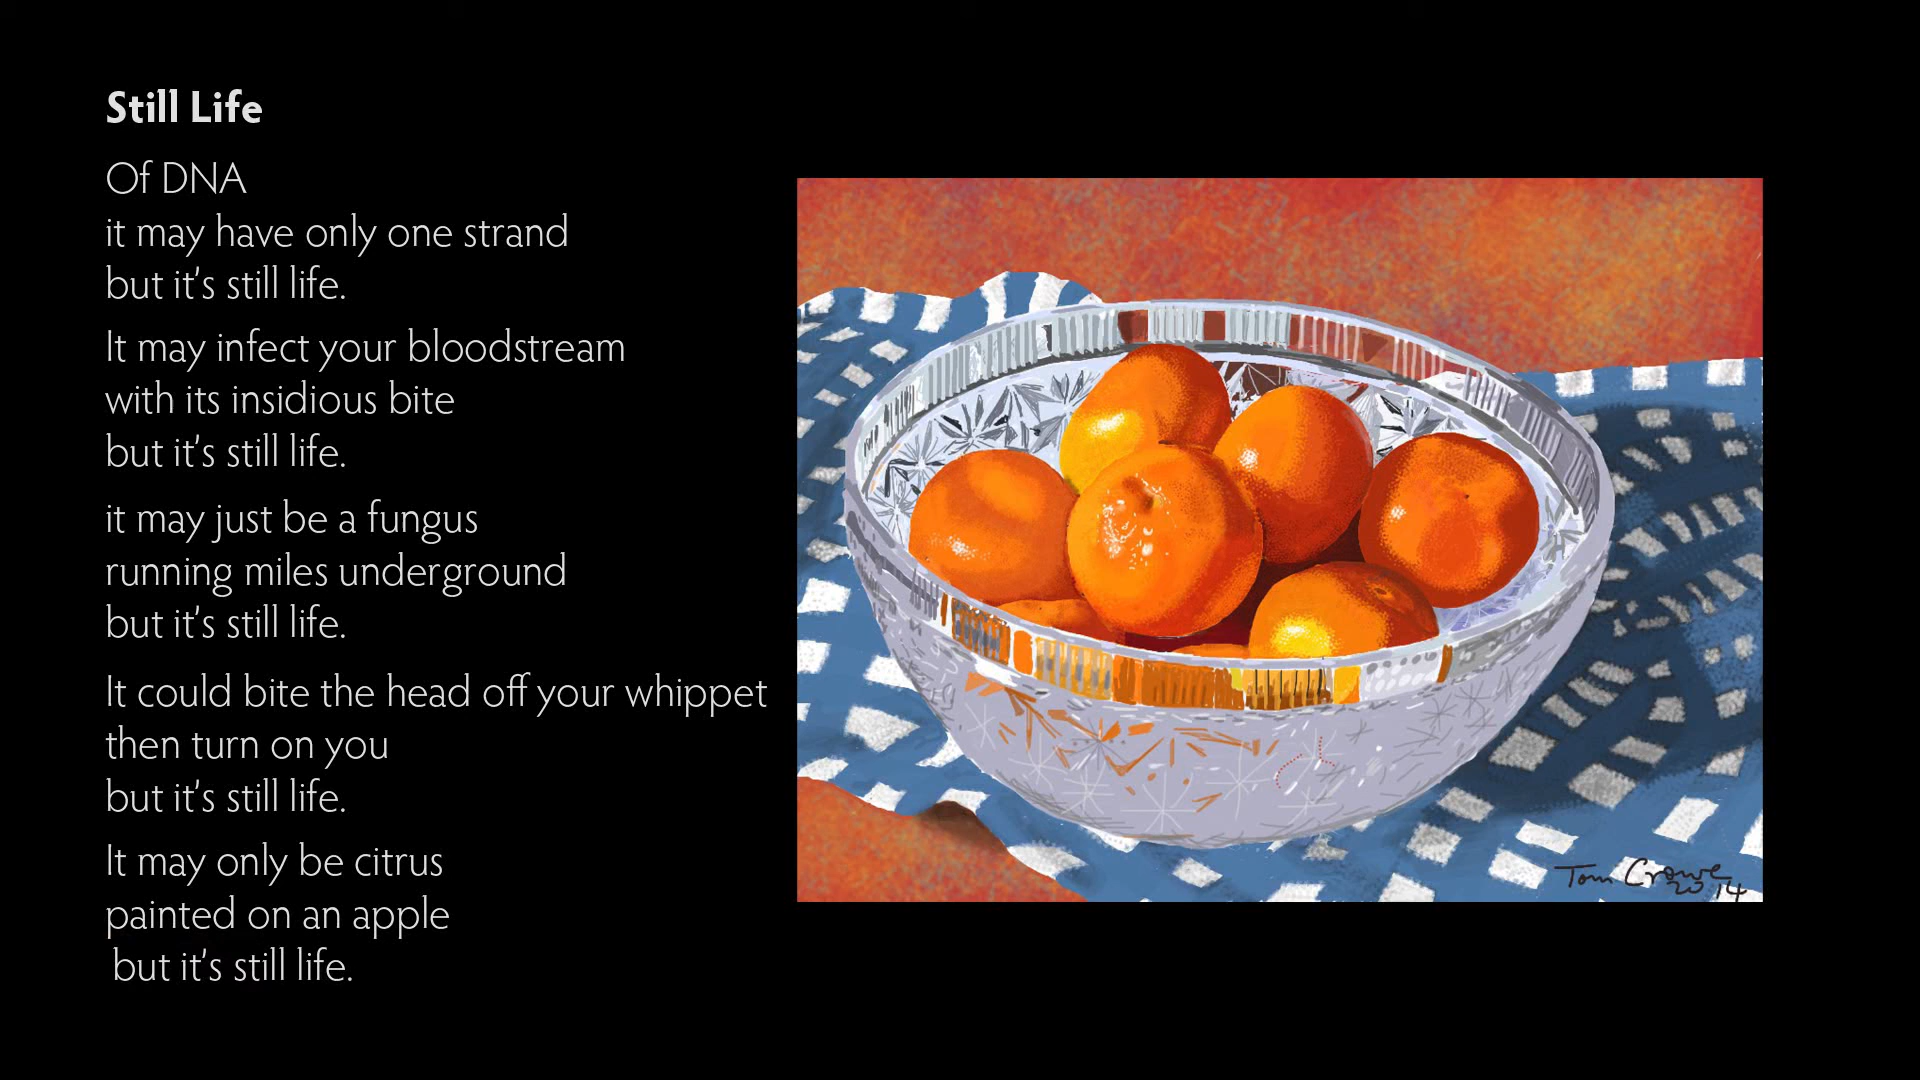 Still Life
Of DNA
it may have only one strand
but it's still life.
It may infect your bloodstream
with its insidious bite
but it's still life.
it may just be a fungus
running miles underground
but it's still life.
It could bite the head off your whippet
then turn on you
but it's still life.
It may only be citrus
painted on an apple
but it's still life.
Tom Crowe
2014